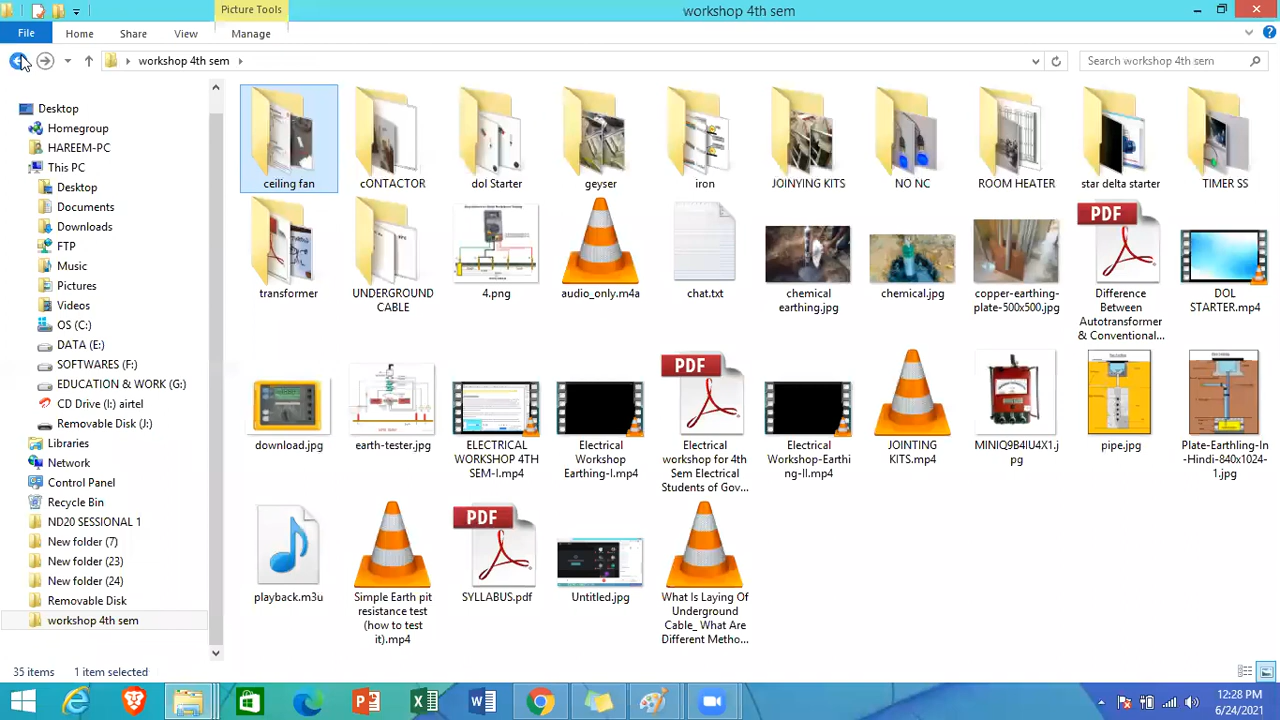 Picture Tools
workshop 4th sem
File
Home
Share
View
Manage
workshop 4th sem
Search workshop 4th sem
Desktop
Homegroup
HAREEM-PC
This PC
Desktop
Documents
Downloads
FTP
Music
Pictures
Videos
OS (C:)
DATA (E:)
SOFTWARES (F:)
EDUCATION & WORK (G:)
CD Drive (I:) airtel
Removable Disk (J:)
Libraries
Network
Control Panel
Recycle Bin
ND20 SESSIONAL 1
New folder (7)
New folder (23)
New folder (24)
Removable Disk
workshop 4th sem
ceiling fan
cONTACTOR
dol Starter
geyser
iron
JOINYING KITS
NO NC
ROOM HEATER
star delta starter
TIMER SS
transformer
UNDERGROUND
CABLE
4.png
audio_only.m4a
chat.txt
chemical
earthing.jpg
chemical.jpg
copper-earthing-
plate-500x500.jpg
PDF
Difference
Between
Autotransformer
& Conventional...
DOL
STARTER.mp4
download.jpg
earth-tester.jpg
ELECTRICAL
WORKSHOP 4TH
SEM-I.mp4
Electrical
Workshop
Earthing-I.mp4
PDF
Electrical
workshop for 4th
Sem Electrical
Students of Gov...
Electrical
Workshop-Earthi
ng-II.mp4
JOINTING
KITS.mp4
MINIQ9B4IU4X1.j
pg
pipe.jpg
Plate-Earthling-In
-Hindi-840x1024-
1.jpg
playback.m3u
Simple Earth pit
resistance test
(how to test
it).mp4
PDF
SYLLABUS.pdf
Untitled.jpg
What Is Laying Of
Underground
Cable_ What Are
Different Metho...
35 items
1 item selected
12:28 PM
6/24/2021